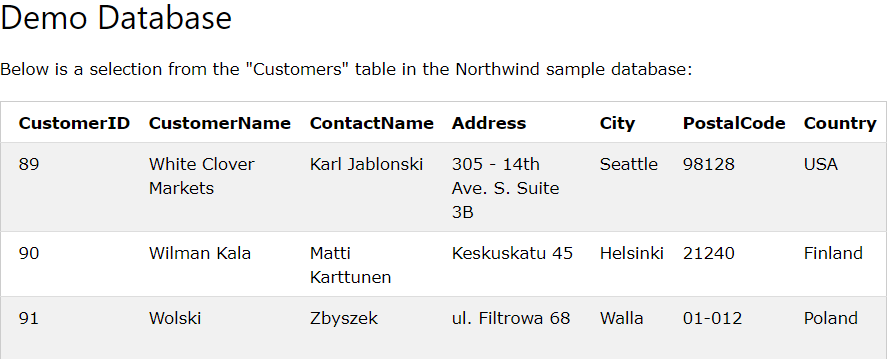 Demo Database
Below is a selection from the "Customers" table in the Northwind sample database:
CustomerID CustomerName ContactName Address City PostalCode Country
89 White Clover Karl Jablonski 305 - 14th Seattle 98128 USA
Markets Ave. S. Suite
3B
90 Wilman Kala Matti Keskuskatu 45 Helsinki 21240 Finland
Karttunen
91 Wolski Zbyszek ul. Filtrowa 68 Walla 01-012 Poland